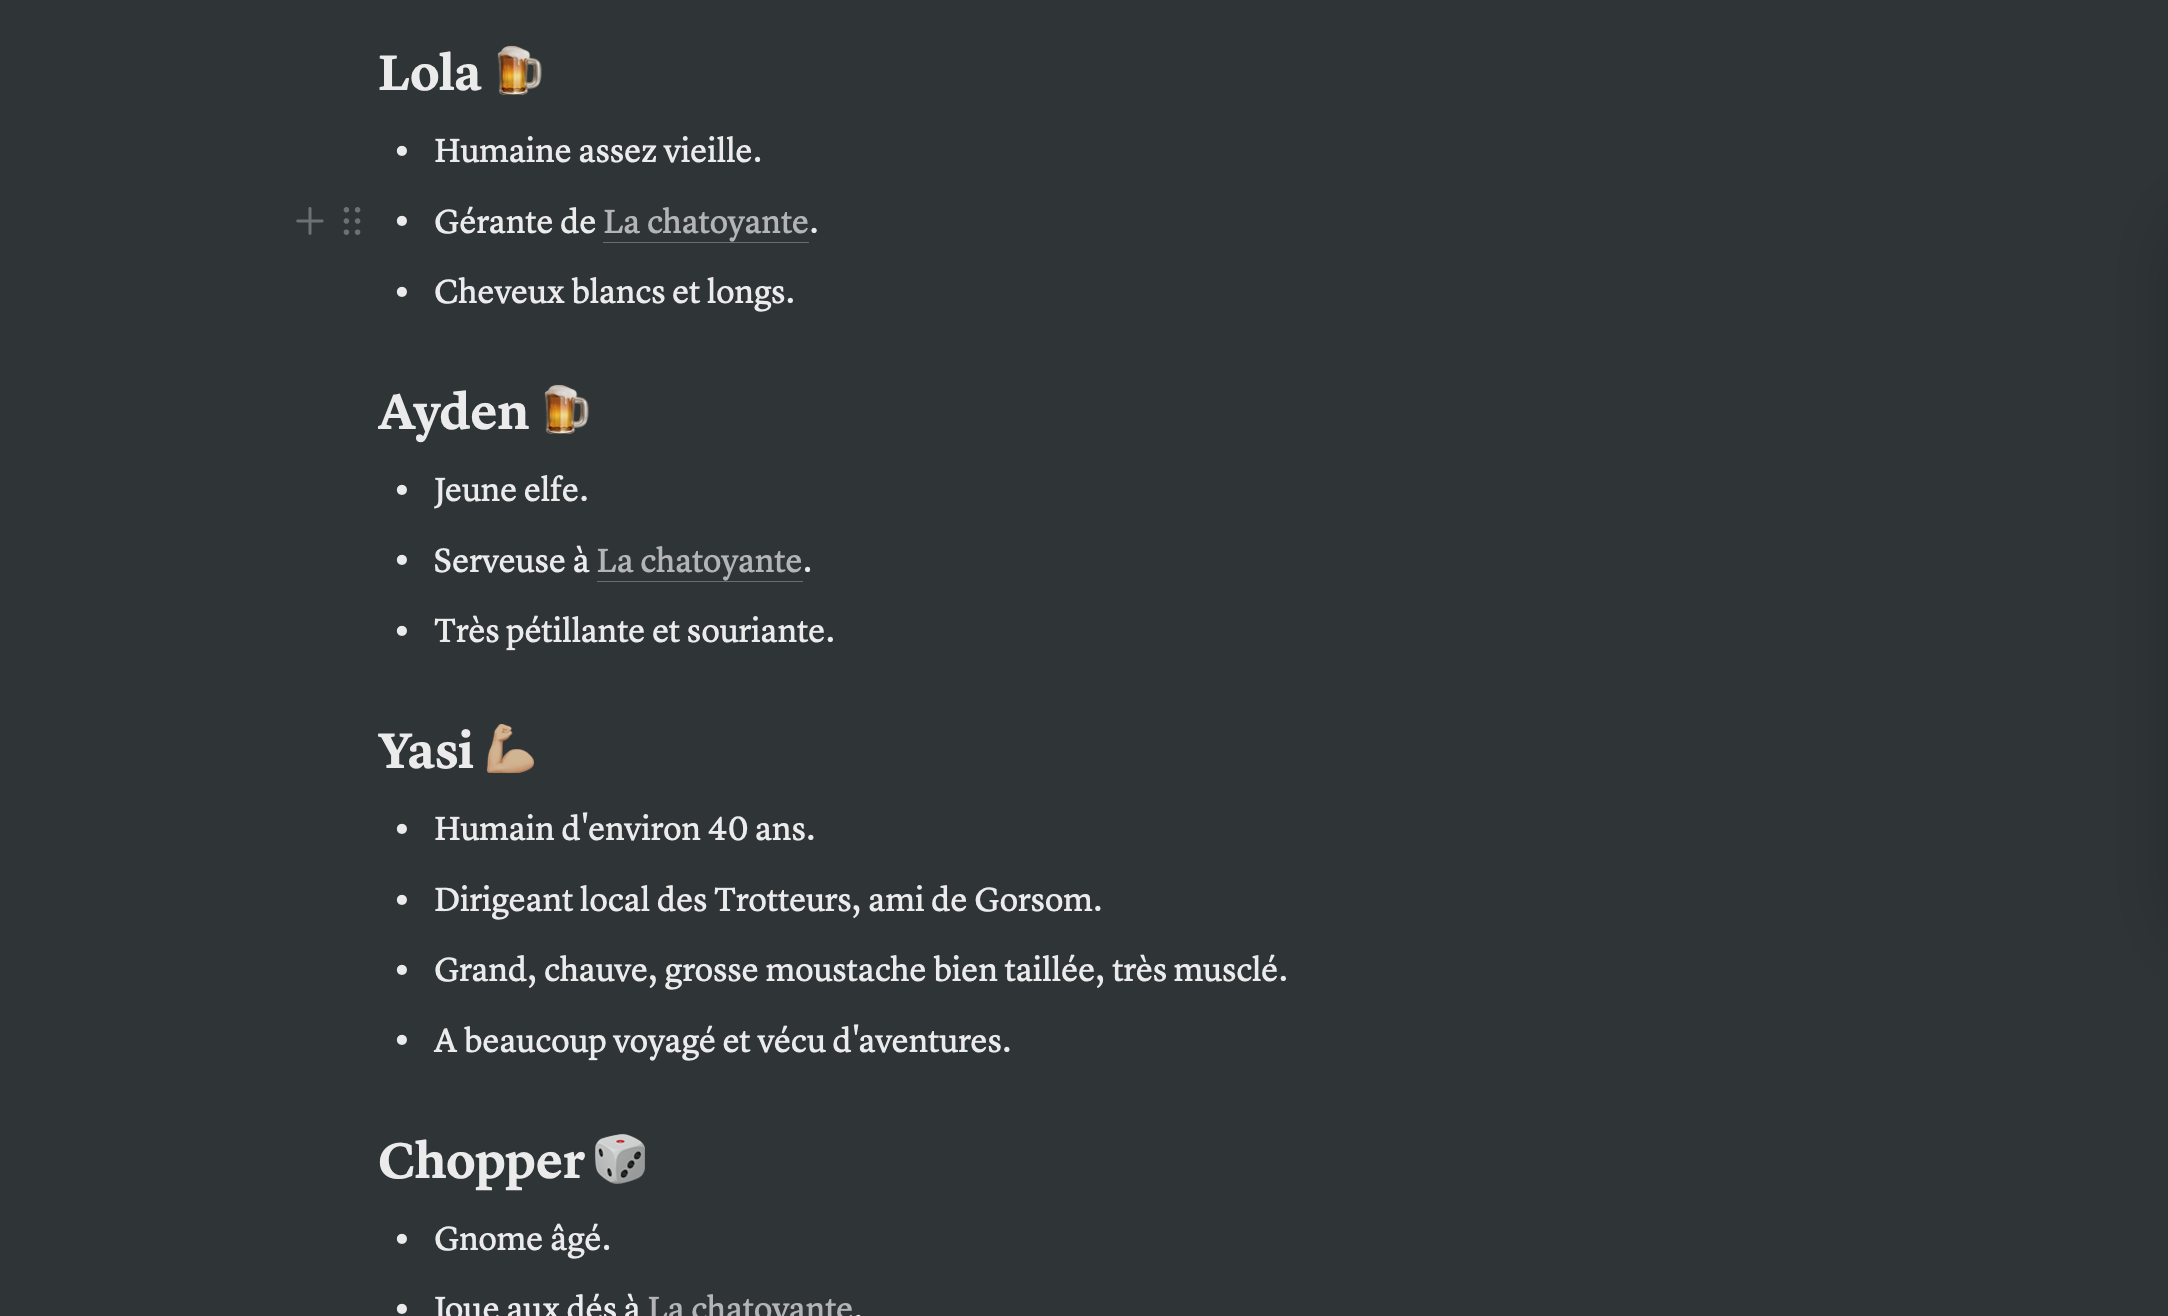 Lola 🍺
• Humaine assez vieille.
• Gérante de La chatoyante.
• Cheveux blancs et longs.
Ayden 🍺
• Jeune elfe.
• Serveuse à La chatoyante.
• Très pétillante et souriante.
Yasi 💪🏼
• Humain d'environ 40 ans.
• Dirigeant local des Trotteurs, ami de Gorsom.
• Grand, chauve, grosse moustache bien taillée, très musclé.
• A beaucoup voyagé et vécu d'aventures.
Chopper 🎲
• Gnome âgé.
• Joue aux dés à La chatoyante.